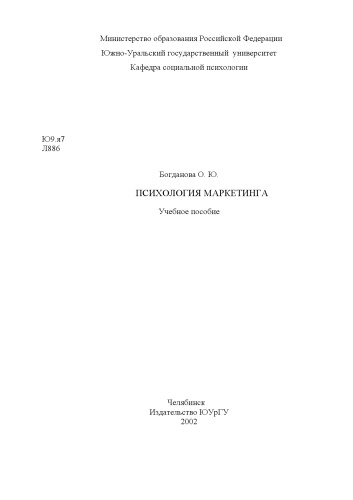 Министерство образования Российской Федерации
Южно-Уральский государственный университет
Кафедра социальной психологии
Ю9.я7
Л886
Богданова О. Ю.
ПСИХОЛОГИЯ МАРКЕТИНГА
Учебное пособие
Челябинск
Издательство ЮУрГУ
2002